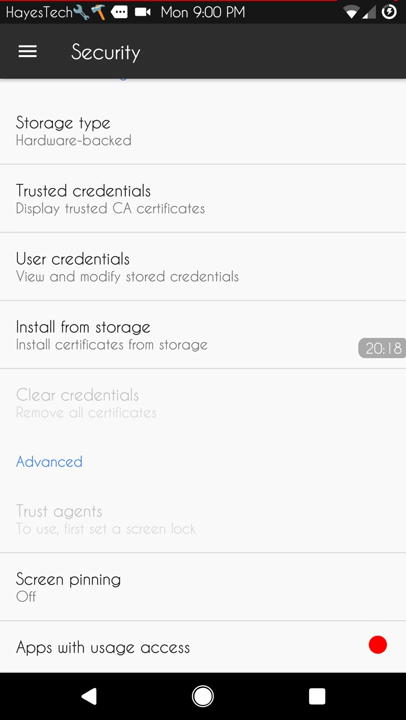 HayesTech🔧🔨 Mon 9:00 PM
Security
Storage type
Hardware-backed
Trusted credentials
Display trusted CA certificates
User credentials
View and modify stored credentials
Install from storage
Install certificates from storage
20:18
Clear credentials
Remove all certificates
Advanced
Trust agents
To use, first set a screen lock
Screen pinning
Off
Apps with usage access